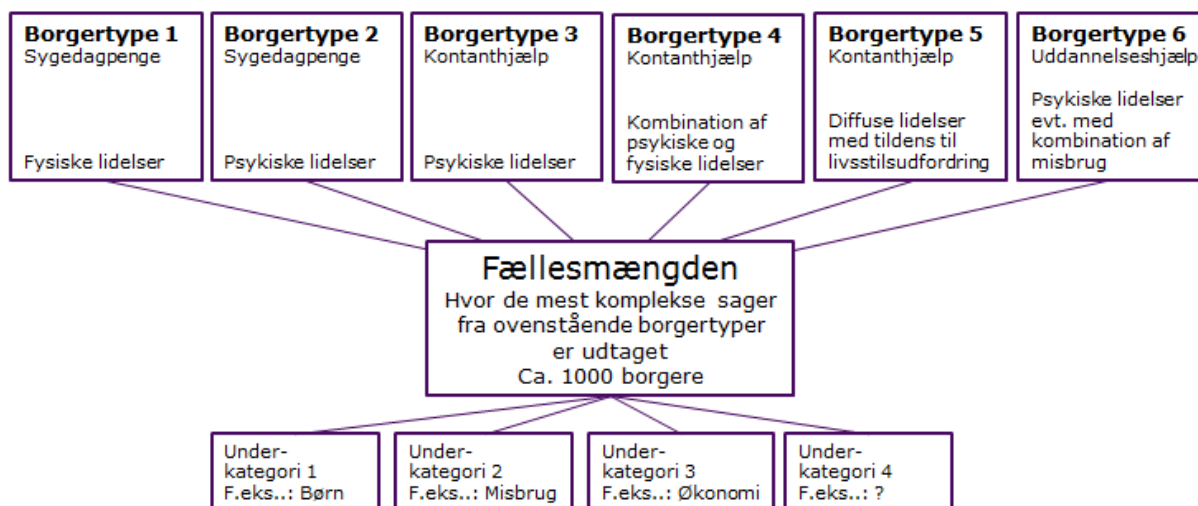 Borgertype 1
Sygedagpenge
Fysiske lidelser
Borgertype 2
Sygedagpenge
Psykiske lidelser
Borgertype 3
Kontanthjælp
Psykiske lidelser
Borgertype 4
Kontanthjælp
Kombination af
psykiske og
fysiske lidelser
Borgertype 5
Kontanthjælp
Diffuse lidelser
med tildens til
livsstilsudfordring
Borgertype 6
Uddannelseshjælp
Psykiske lidelser
evt. med
kombination af
misbrug
Fællesmængden
Hvor de mest komplekse sager
fra ovenstående borgertyper
er udtaget
Ca. 1000 borgere
Under-
kategori 1
F.eks..: Børn
Under-
kategori 2
F.eks..: Misbrug
Under-
kategori 3
F.eks..: Økonomi
Under-
kategori 4
F.eks..: ?